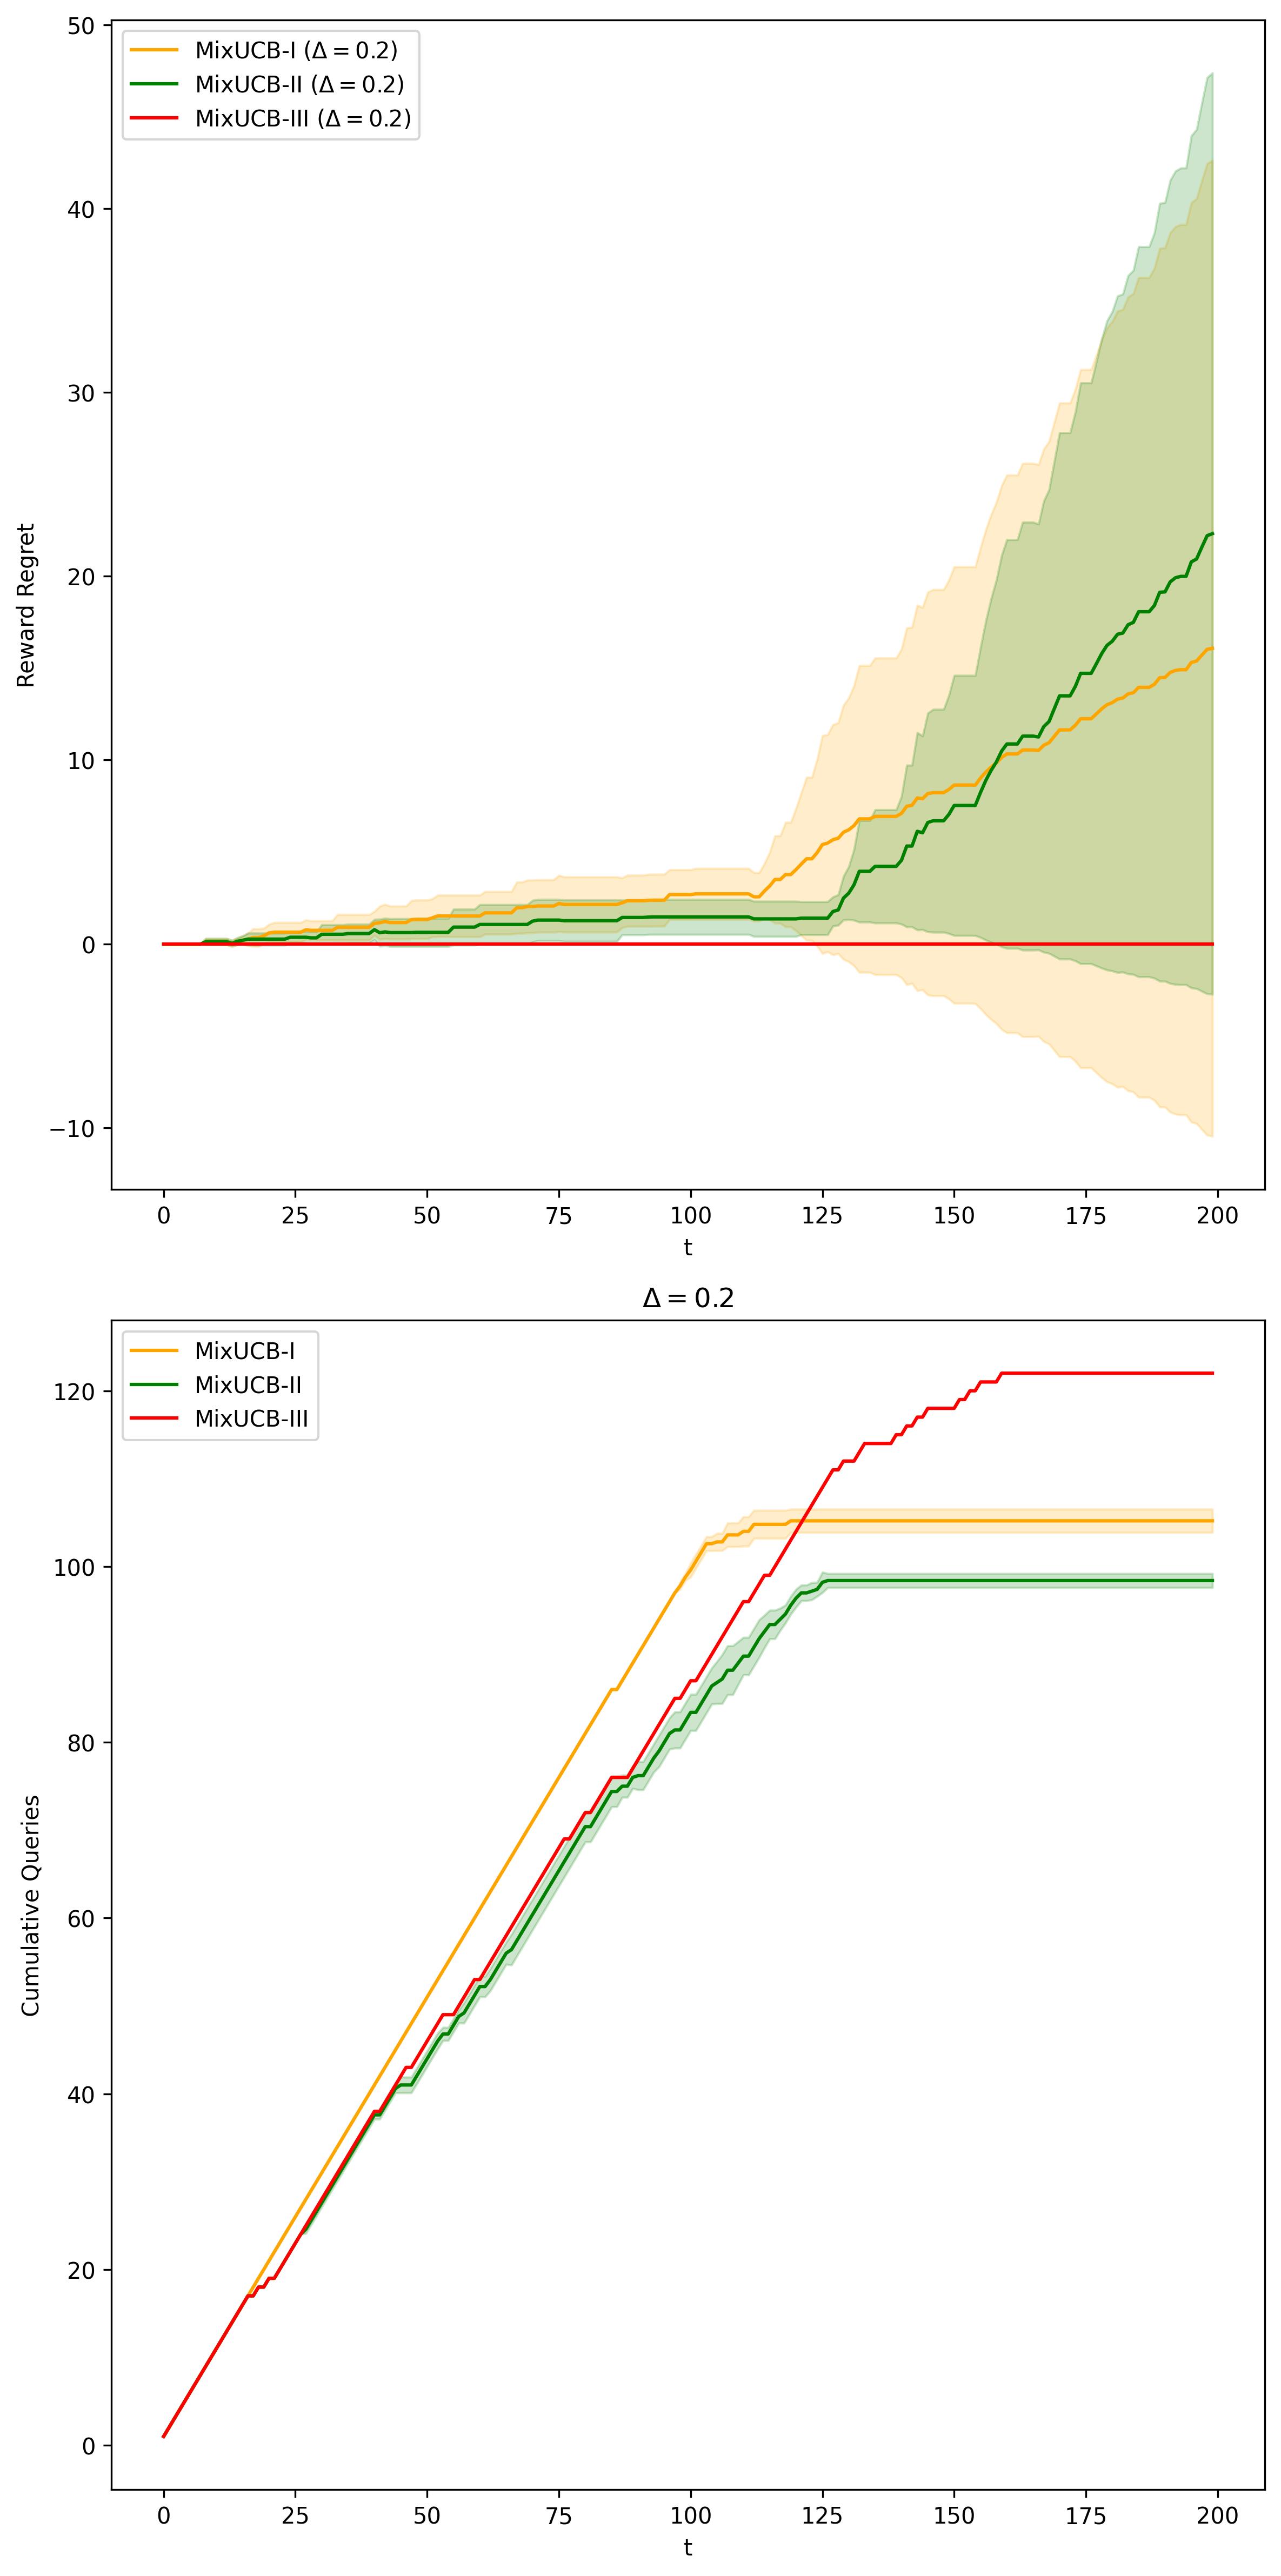 50
40
30
20
10
0
−10
Reward Regret
MixUCB-I (Δ = 0.2)
MixUCB-II (Δ = 0.2)
MixUCB-III (Δ = 0.2)
0 25 50 75 100 125 150 175 200
t
Δ = 0.2
120
100
80
60
40
20
0
Cumulative Queries
MixUCB-I
MixUCB-II
MixUCB-III
0 25 50 75 100 125 150 175 200
t